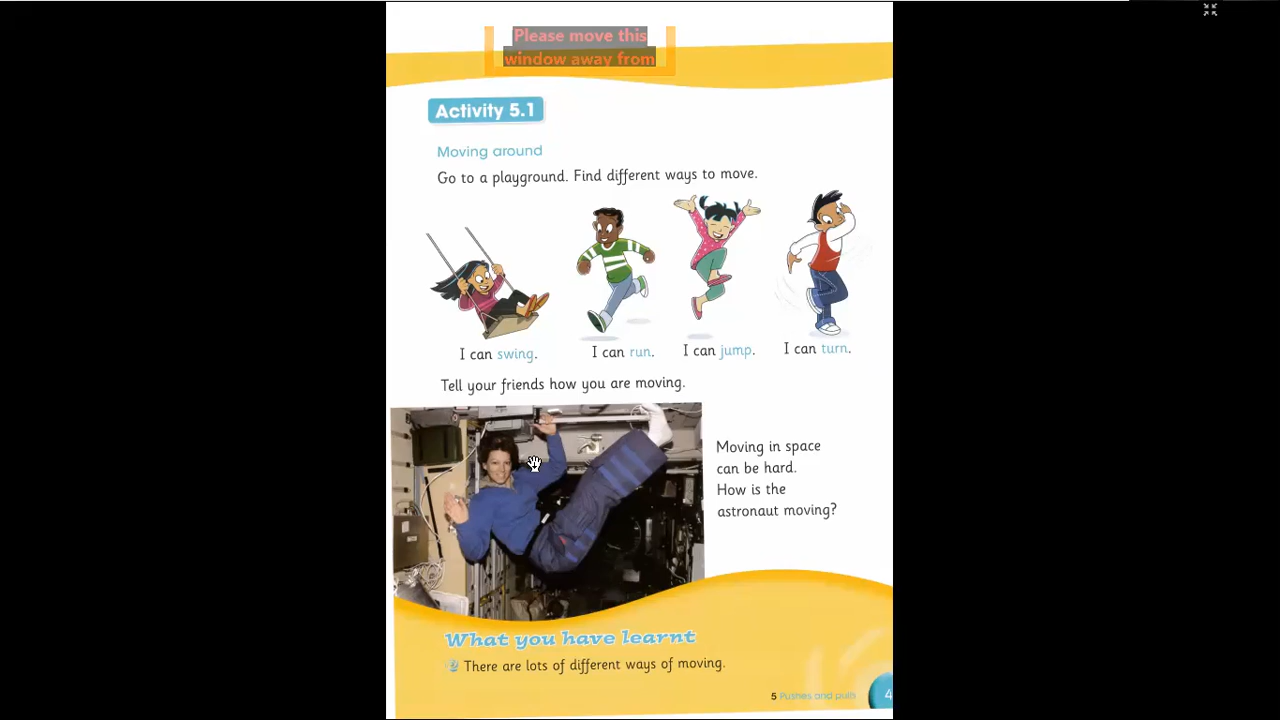 Please move this
window away from
Activity 5.1
Moving around
Go to a playground. Find different ways to move.
I can swing. I can run. I can jump. I can turn.
Tell your friends how you are moving.
Moving in space
can be hard.
How is the
astronaut moving?
What you have learnt
There are lots of different ways of moving.
5 Pushes and pulls 4